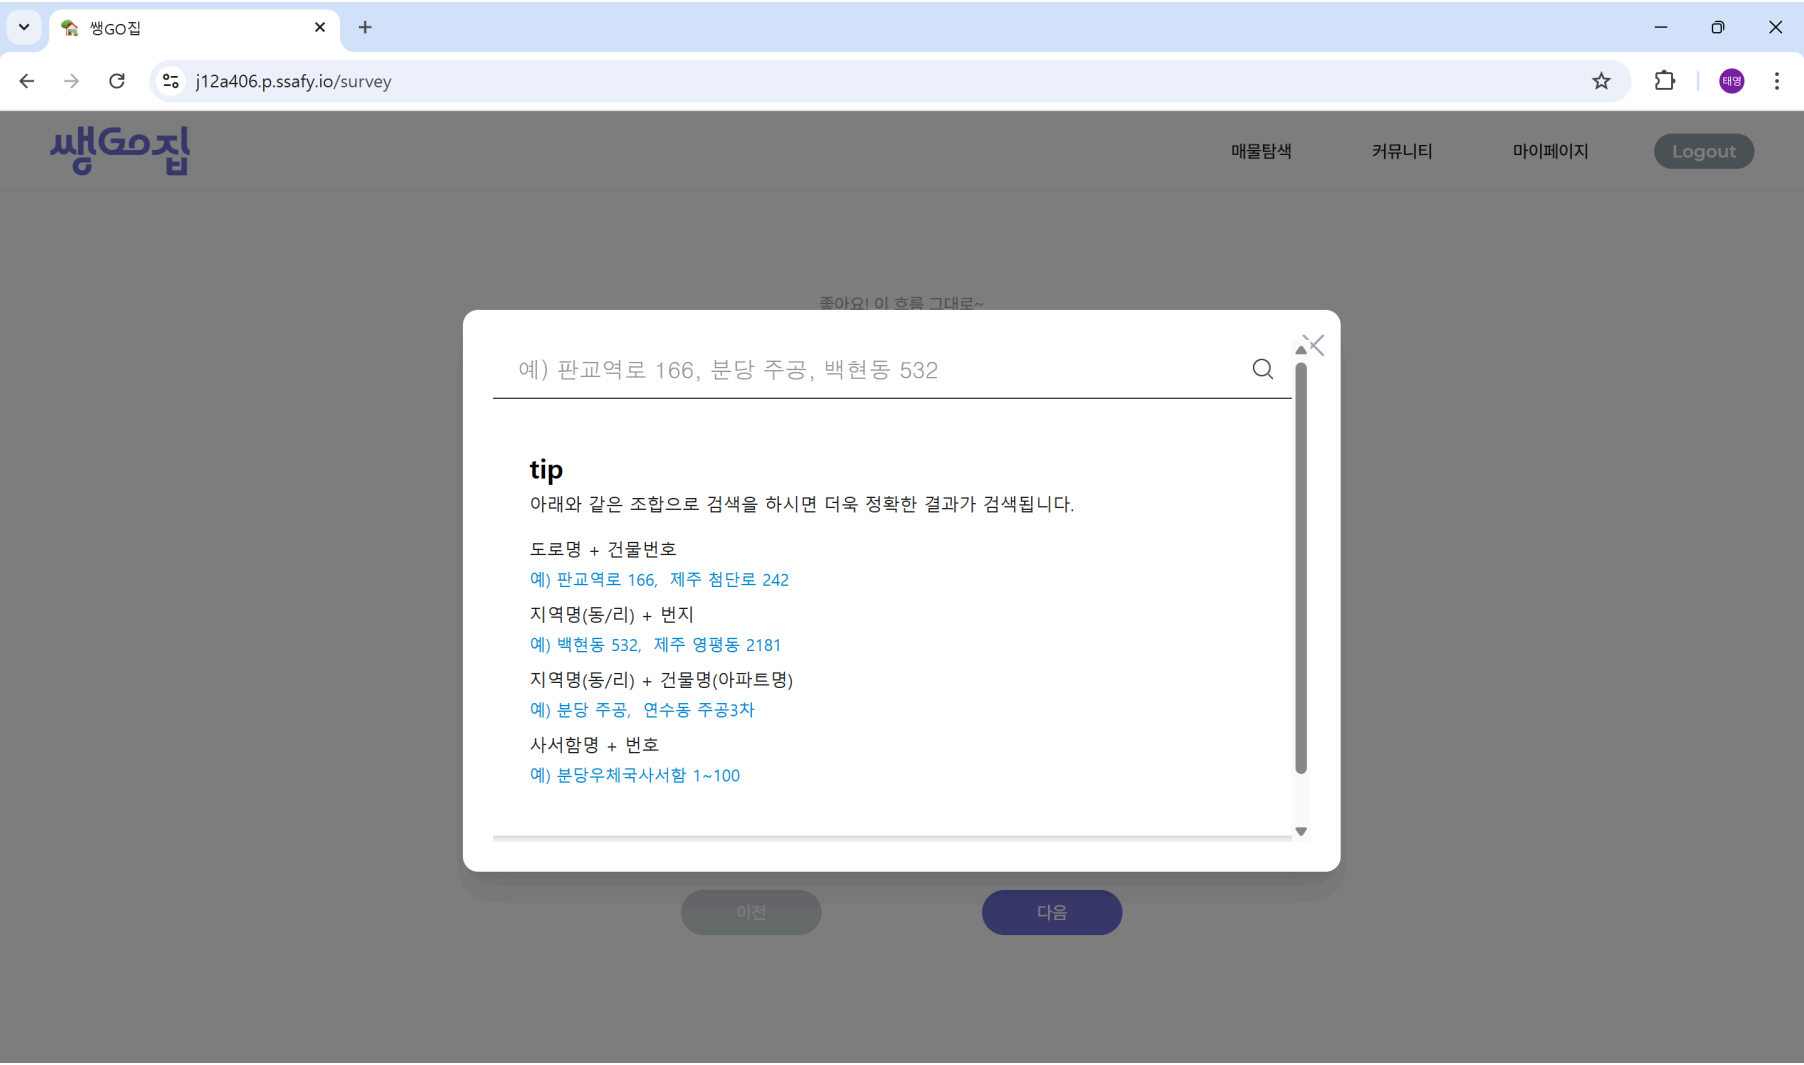 쌩GO집
j12a406.p.ssafy.io/survey
태영
쌩GO집
매물탐색
커뮤니티
마이페이지
Logout
좋아요! 이 흐름 그대로~
예) 판교역로 166, 분당 주공, 백현동 532
tip
아래와 같은 조합으로 검색을 하시면 더욱 정확한 결과가 검색됩니다.
도로명 + 건물번호
예) 판교역로 166, 제주 첨단로 242
지역명(동/리) + 번지
예) 백현동 532, 제주 영평동 2181
지역명(동/리) + 건물명(아파트명)
예) 분당 주공, 연수동 주공3차
사서함명 + 번호
예) 분당우체국사서함 1~100
이전
다음